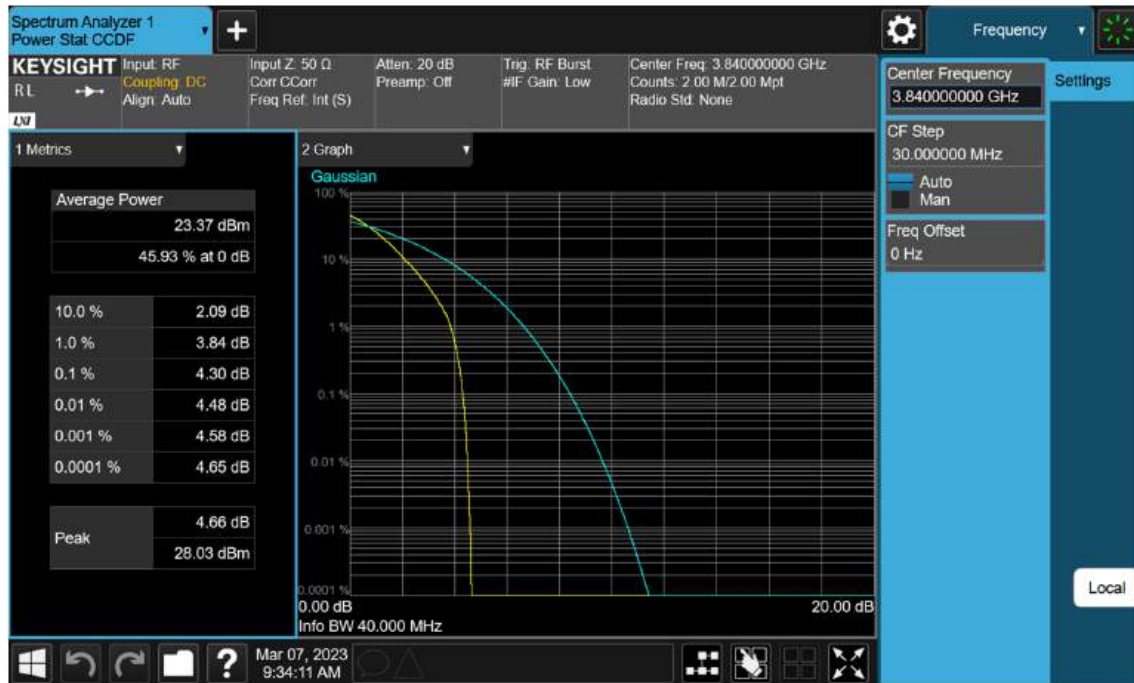 Spectrum Analyzer 1
Power Stat CCDF
+
Frequency
KEYSIGHT
RL
LXI
Input: RF
Coupling: DC
Align: Auto
Input Z: 50 Ω
Corr CCorr
Freq Ref: Int (S)
Atten: 20 dB
Preamp: Off
Trig: RF Burst
#IF Gain: Low
Center Freq: 3.840000000 GHz
Counts: 2.00 M/2.00 Mpt
Radio Std: None
Center Frequency
3.840000000 GHz
Settings
CF Step
30.000000 MHz
Auto
Man
Freq Offset
0 Hz
1 Metrics
Average Power
23.37 dBm
45.93 % at 0 dB
10.0 % 2.09 dB
1.0 % 3.84 dB
0.1 % 4.30 dB
0.01 % 4.48 dB
0.001 % 4.58 dB
0.0001 % 4.65 dB
Peak
4.66 dB
28.03 dBm
2 Graph
Gaussian
100 %
10 %
1 %
0.1 %
0.01 %
0.001 %
0.0001 %
0.00 dB 20.00 dB
Info BW 40.000 MHz
Local
?
Mar 07, 2023
9:34:11 AM